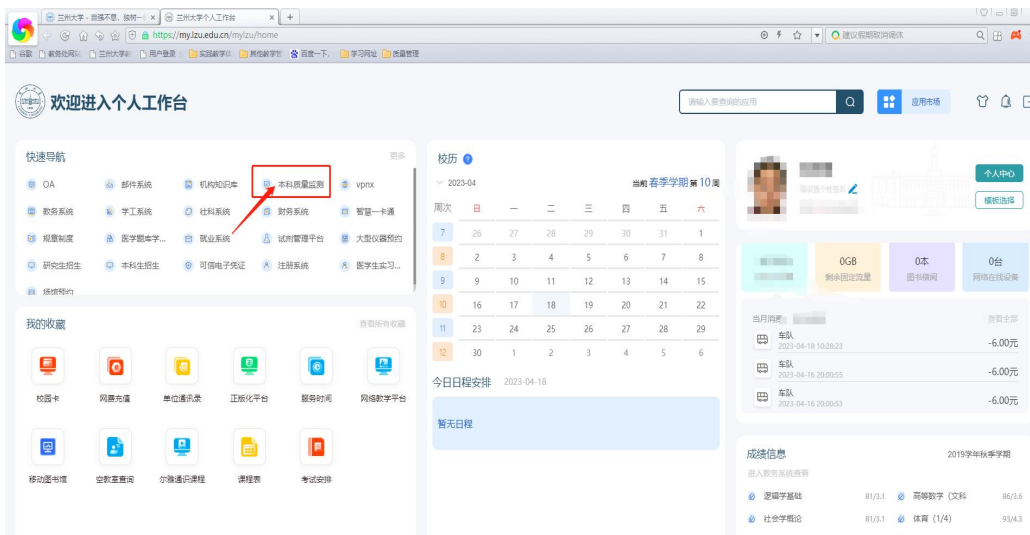 兰州大学 - 自强不息，独树一
兰州大学个人工作台
https://my.lzu.edu.cn/mylzu/home
建议假期取消调休
谷歌 教务处网站 兰州大学教 用户登录 实践教学 其他教学 百度一下， 学习网址 质量管理
欢迎进入个人工作台
请输入要查询的应用
应用市场
快速导航
更多
OA 邮件系统 机构知识库 本科质量监测 vpnx
教务系统 学工系统 社科系统 财务系统 智慧一卡通
规章制度 医学题库学... 就业系统 试剂管理平台 大型仪器预约
研究生招生 本科生招生 可信电子凭证 注册系统 医学生实习...
场馆预约
我的收藏
查看所有收藏
校园卡 网费充值 单位通讯录 正版化平台 服务时间 网络教学平台
移动图书馆 空教室查询 尔雅通识课程 课程表 考试安排
校历
2023-04
当前 春季学期 第 10 周
周次 日 一 二 三 四 五 六
7 26 27 28 29 30 31 1
8 2 3 4 5 6 7 8
9 9 10 11 12 13 14 15
10 16 17 18 19 20 21 22
11 23 24 25 26 27 28 29
12 30 1 2 3 4 5 6
今日日程安排 2023-04-18
暂无日程
个人中心
模板选择
0GB
剩余固定流量
0本
图书借阅
0台
网络在线设备
当月消费
查看全部
车队
2023-04-18 10:28:23
-6.00元
车队
2023-04-16 20:00:55
-6.00元
车队
2023-04-16 20:00:53
-6.00元
成绩信息
2019学年秋季学期
进入教务系统查看
逻辑学基础 81/3.1 高等数学（文科 86/3.6
社会学概论 81/3.1 体育（1/4） 93/4.3